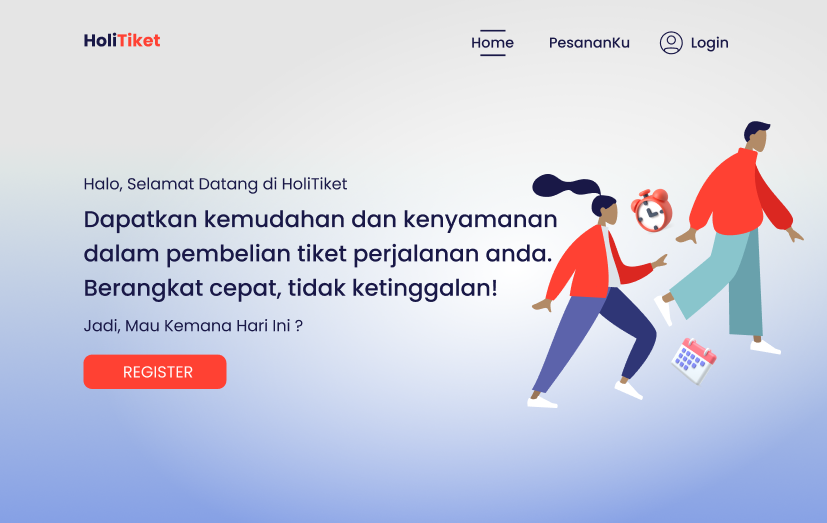 HoliTiket
Home
PesananKu
Login
Halo, Selamat Datang di HoliTiket
Dapatkan kemudahan dan kenyamanan
dalam pembelian tiket perjalanan anda.
Berangkat cepat, tidak ketinggalan!
Jadi, Mau Kemana Hari Ini ?
REGISTER